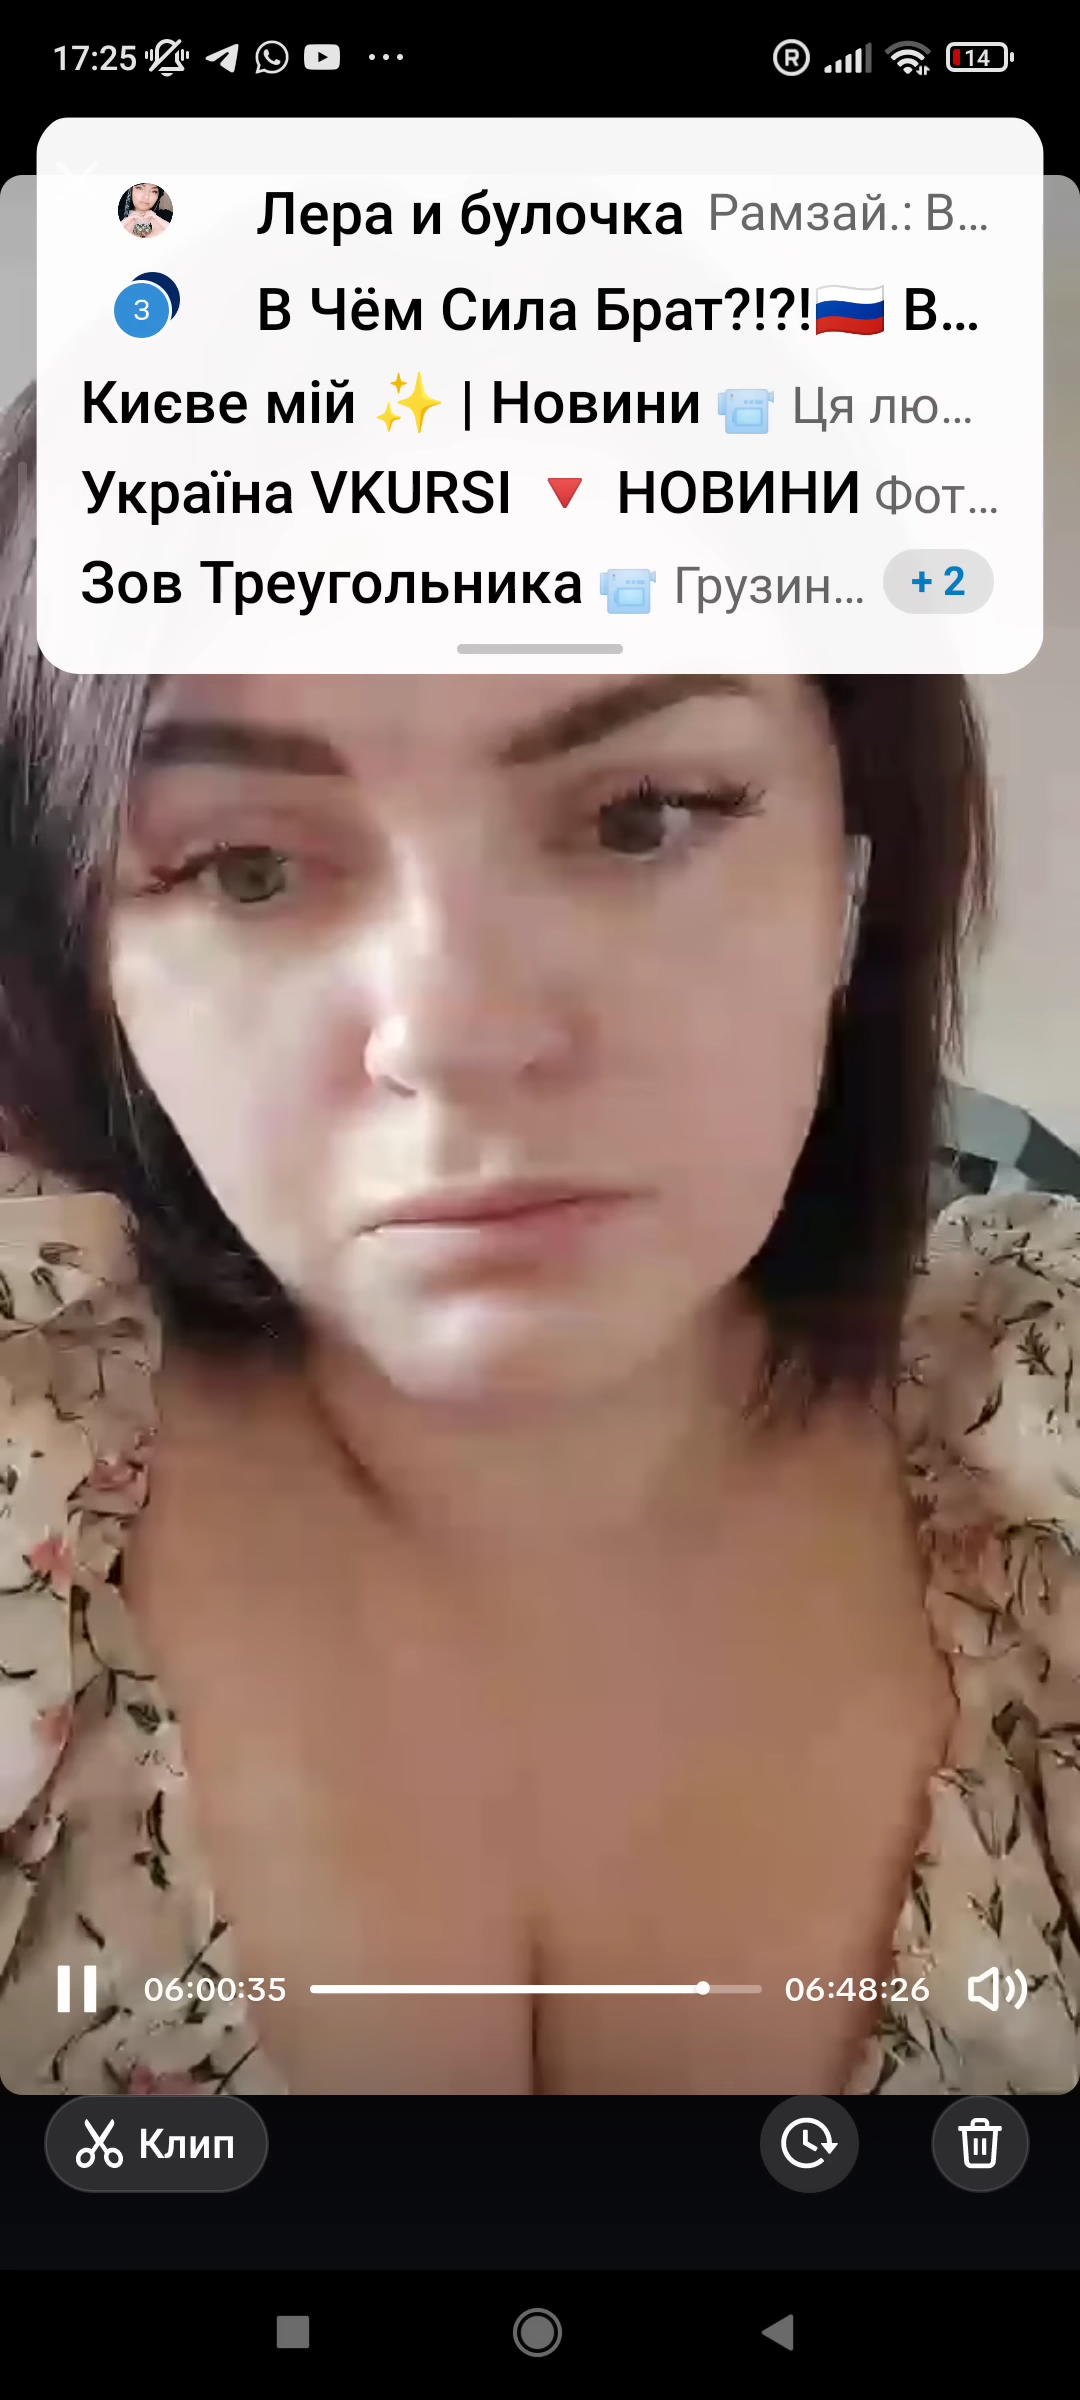 17:25 ... R 14
Лера и булочка Рамзай.: В...
З В Чём Сила Брат?!?!🇷🇺 В...
Києве мій ✨ | Новини Ця лю...
Україна VKURSI 🔻 НОВИНИ Фот...
Зов Треугольника Грузин... + 2
06:00:35 06:48:26
Клип